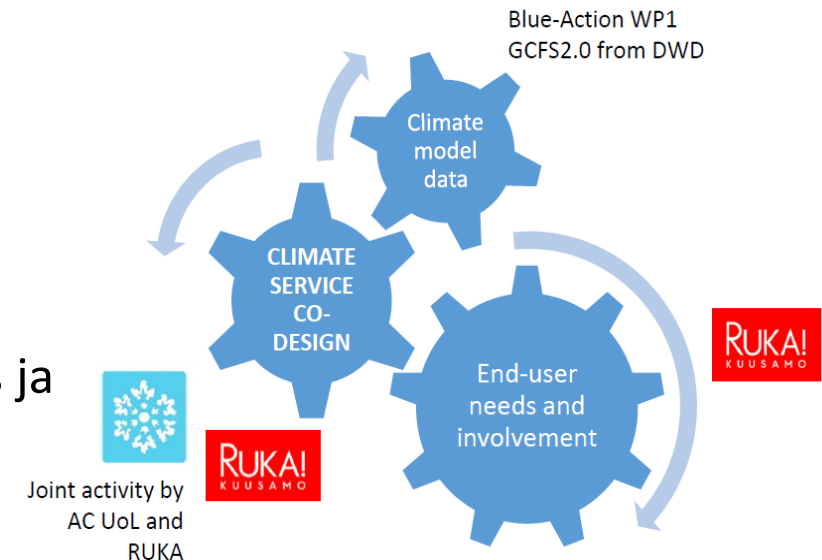 Blue-Action WP1
GCFS2.0 from DWD
Climate
model
data
CLIMATE
SERVICE
CO-
DESIGN
ja
End-user
needs and
involvement
RUKA!
KUUSAMO
RUKA!
KUUSAMO
Joint activity by
AC UoL and
RUKA